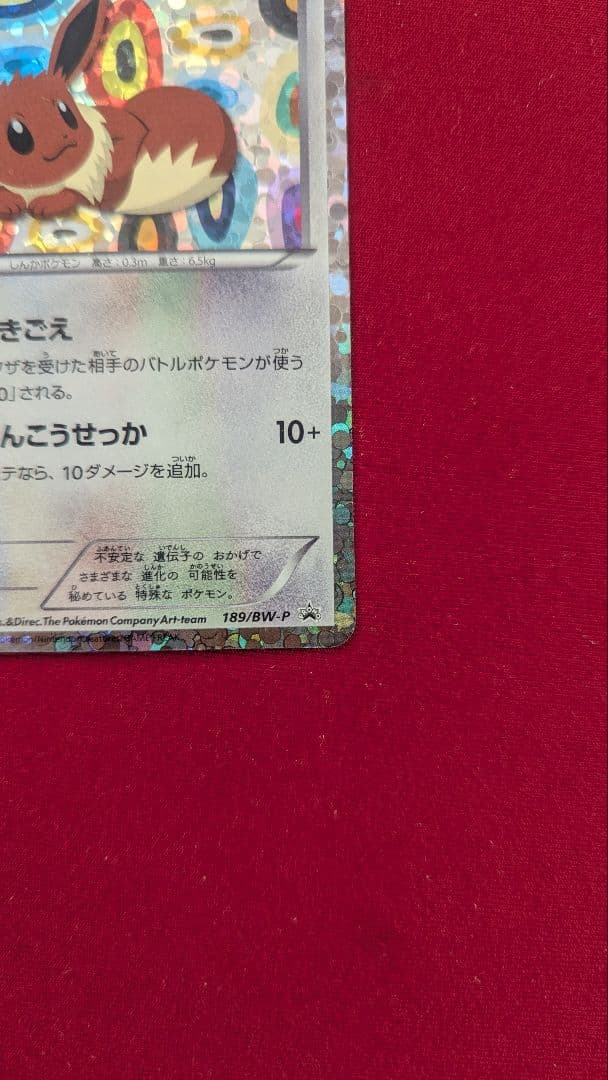 しんかポケモン 高さ：0.3m 重さ：6.5kg
きごえ
ワザを受けた相手のバトルポケモンが使う
0」される。
んこうせっか 10+
テなら、10ダメージを追加。
不安定な 遺伝子の おかげで
さまざまな 進化の 可能性を
秘めている 特殊な ポケモン。
.&Direc.The Pokémon Company Art-team 189/BW-P
Pokémon/Nintendo/Creatures/GAME FREAK.